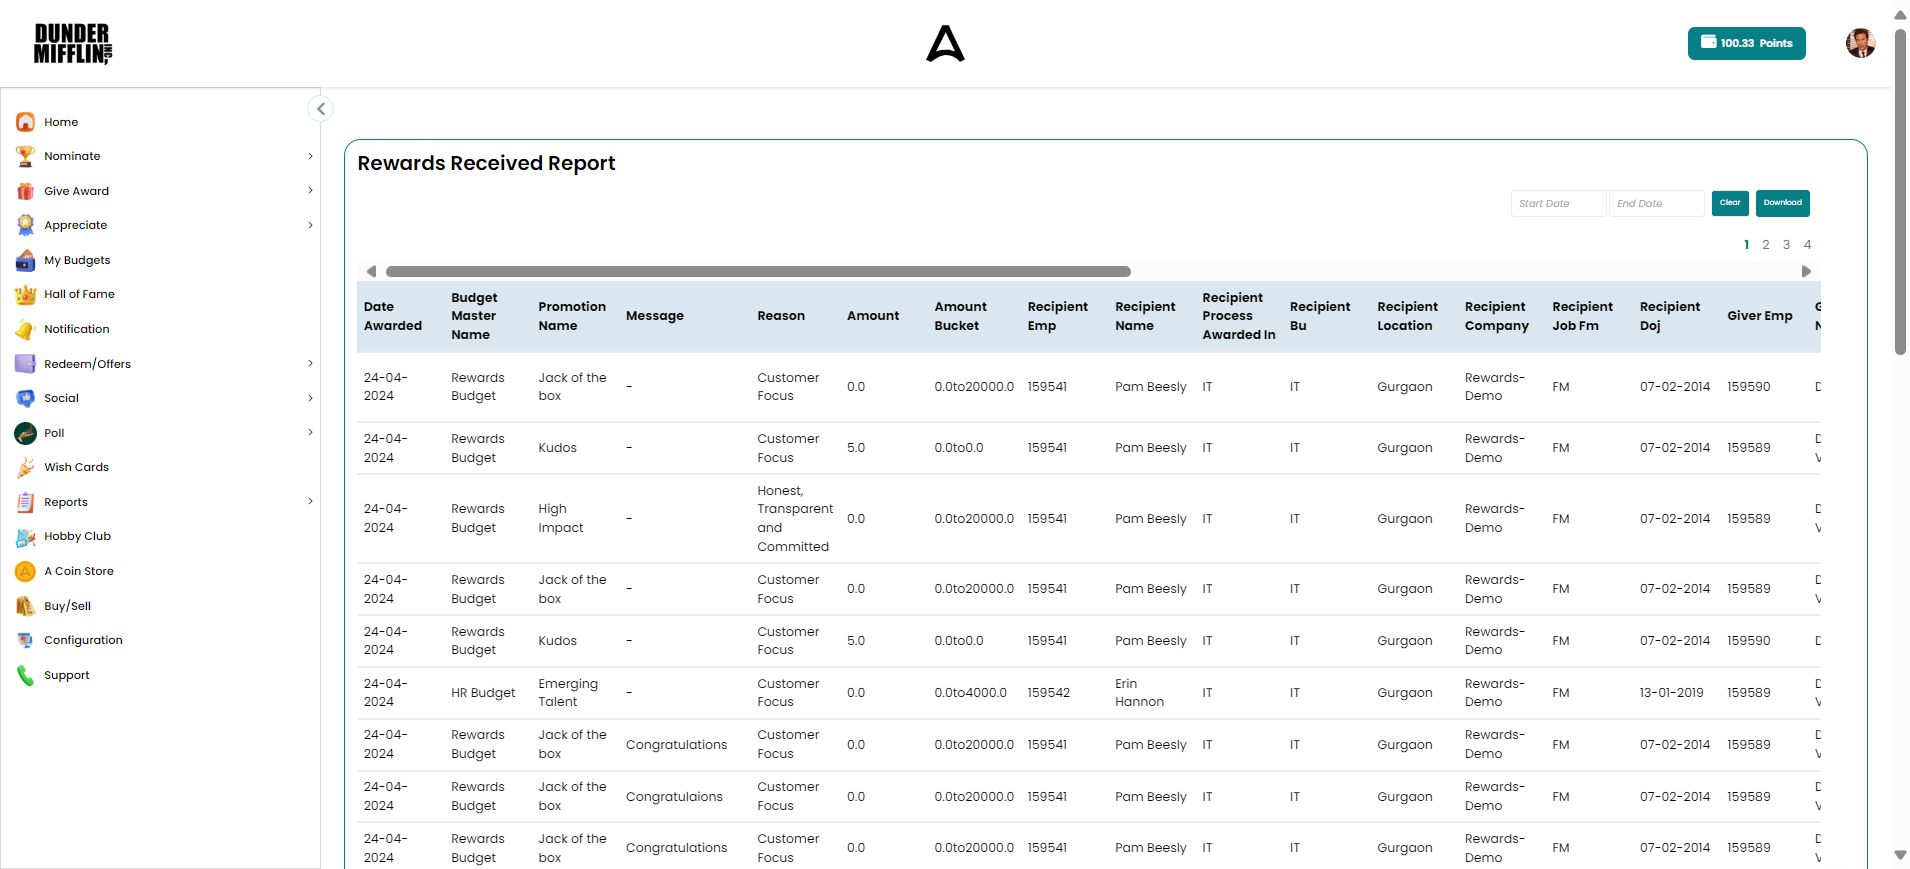 DUNDER
MIFFLIN, INC
100.33 Points
Home
Nominate
Give Award
Appreciate
My Budgets
Hall of Fame
Notification
Redeem/Offers
Social
Poll
Wish Cards
Reports
Hobby Club
A Coin Store
Buy/Sell
Configuration
Support
Rewards Received Report
Start Date End Date Clear Download
1 2 3 4
Date Awarded Budget Master Name Promotion Name Message Reason Amount Amount Bucket Recipient Emp Recipient Name Recipient Process Awarded In Recipient Bu Recipient Location Recipient Company Recipient Job Fm Recipient Doj Giver Emp
24-04-2024 Rewards Budget Jack of the box - Customer Focus 0.0 0.0to20000.0 159541 Pam Beesly IT IT Gurgaon Rewards-Demo FM 07-02-2014 159590
24-04-2024 Rewards Budget Kudos - Customer Focus 5.0 0.0to0.0 159541 Pam Beesly IT IT Gurgaon Rewards-Demo FM 07-02-2014 159589
24-04-2024 Rewards Budget High Impact - Honest, Transparent and Committed 0.0 0.0to20000.0 159541 Pam Beesly IT IT Gurgaon Rewards-Demo FM 07-02-2014 159589
24-04-2024 Rewards Budget Jack of the box - Customer Focus 0.0 0.0to20000.0 159541 Pam Beesly IT IT Gurgaon Rewards-Demo FM 07-02-2014 159589
24-04-2024 Rewards Budget Kudos - Customer Focus 5.0 0.0to0.0 159541 Pam Beesly IT IT Gurgaon Rewards-Demo FM 07-02-2014 159590
24-04-2024 HR Budget Emerging Talent - Customer Focus 0.0 0.0to4000.0 159542 Erin Hannon IT IT Gurgaon Rewards-Demo FM 13-01-2019 159589
24-04-2024 Rewards Budget Jack of the box Congratulations Customer Focus 0.0 0.0to20000.0 159541 Pam Beesly IT IT Gurgaon Rewards-Demo FM 07-02-2014 159589
24-04-2024 Rewards Budget Jack of the box Congratulaions Customer Focus 0.0 0.0to20000.0 159541 Pam Beesly IT IT Gurgaon Rewards-Demo FM 07-02-2014 159589
24-04-2024 Rewards Budget Jack of the box Congratulations Customer Focus 0.0 0.0to20000.0 159541 Pam Beesly IT IT Gurgaon Rewards-Demo FM 07-02-2014 159589